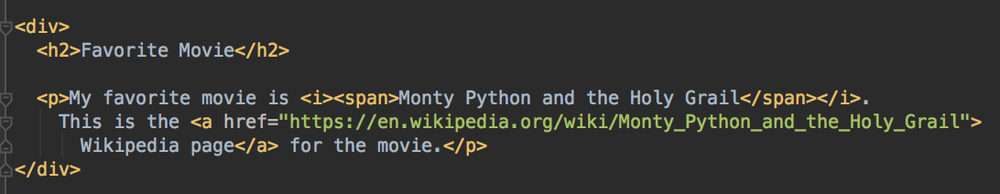 <div>
<h2>Favorite Movie</h2>
<p>My favorite movie is <i><span>Monty Python and the Holy Grail</span></i>.
This is the <a href="https://en.wikipedia.org/wiki/Monty_Python_and_the_Holy_Grail">
Wikipedia page</a> for the movie.</p>
</div>